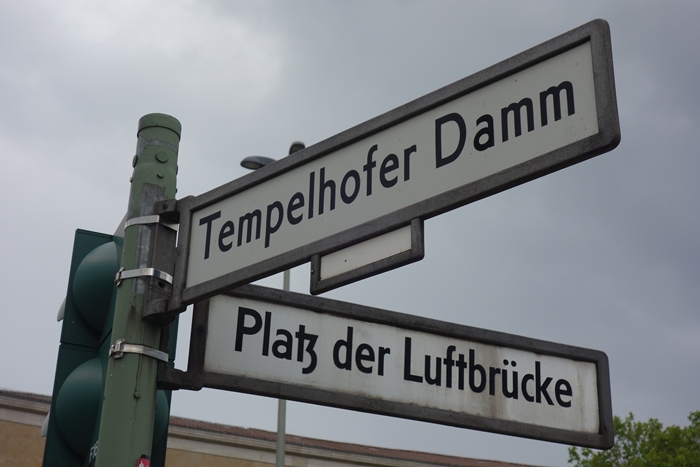 Tempelhofer Damm
Platz der Luftbrücke